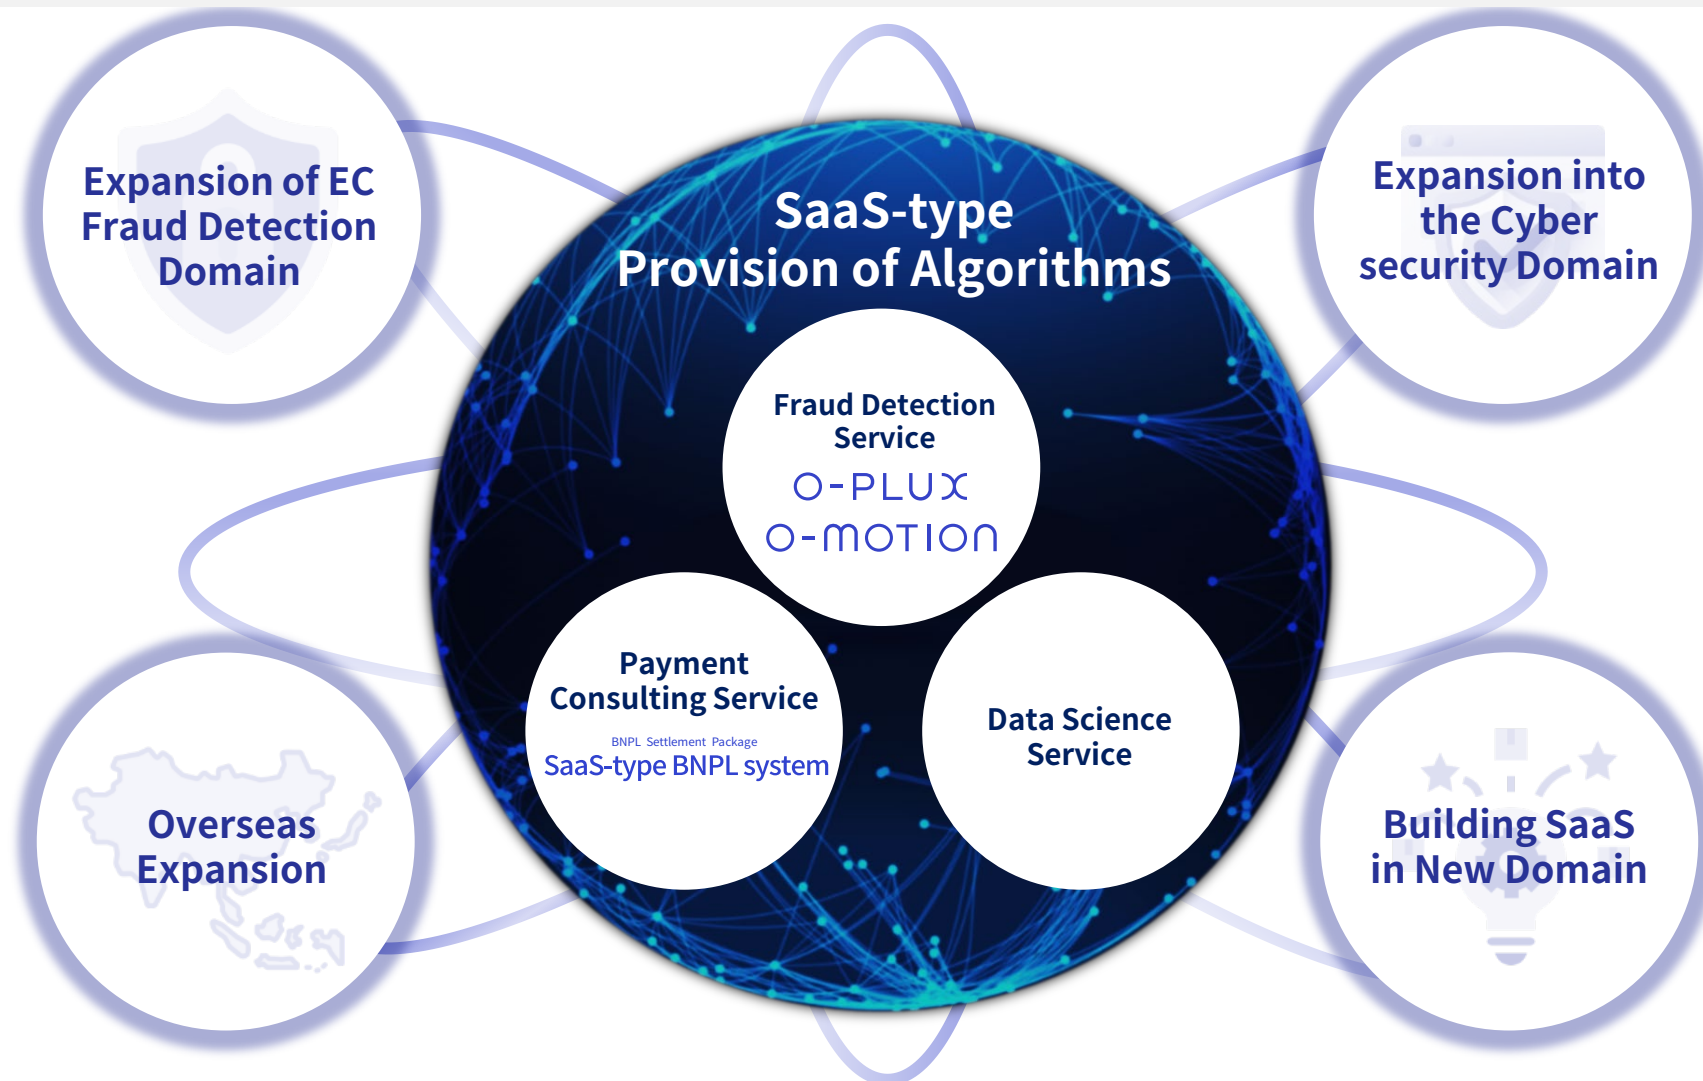 Expansion of EC
Fraud Detection
Domain
Expansion into
the Cyber
security Domain
SaaS-type
Provision of Algorithms
Fraud Detection
Service
O-PLUX
O-MOTION
Payment
Consulting Service
BNPL Settlement Package
SaaS-type BNPL system
Data Science
Service
Overseas
Expansion
Building SaaS
in New Domain